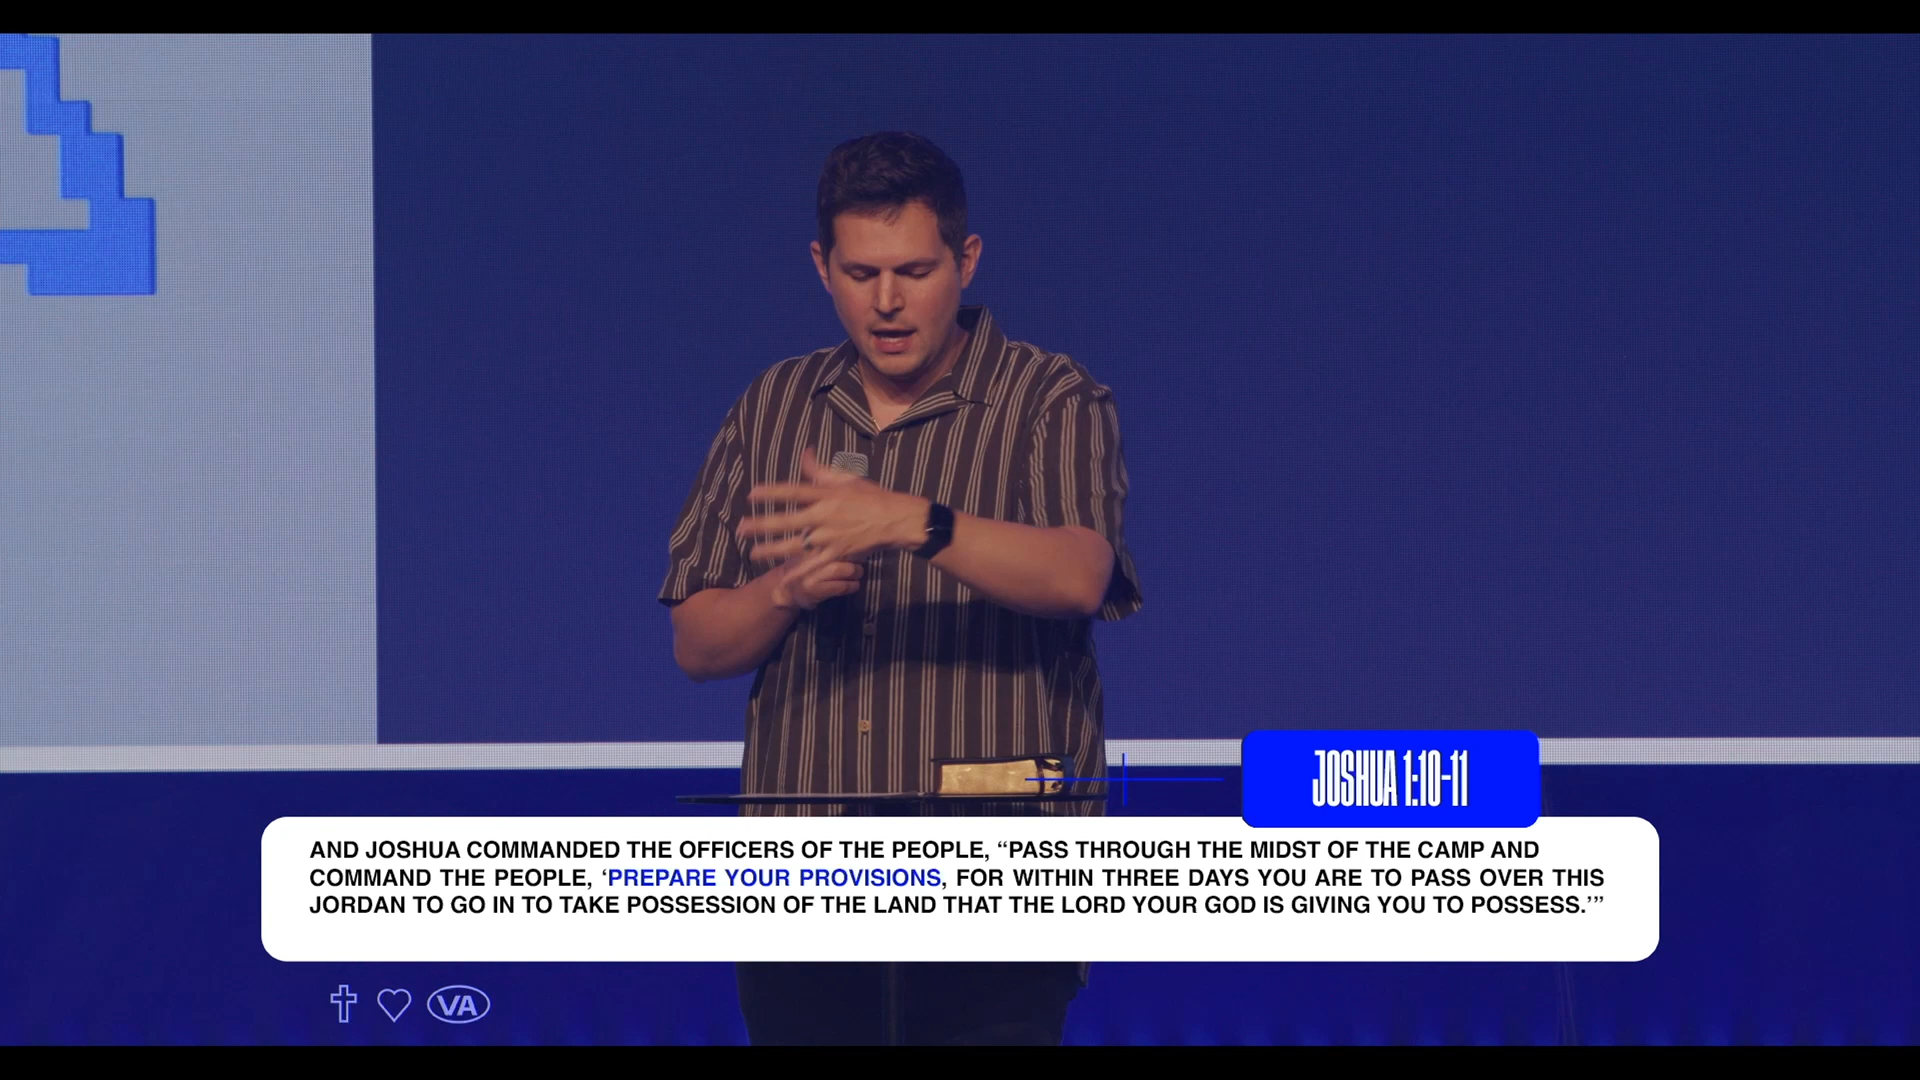 JOSHUA 1:10-11
AND JOSHUA COMMANDED THE OFFICERS OF THE PEOPLE, “PASS THROUGH THE MIDST OF THE CAMP AND
COMMAND THE PEOPLE, ‘PREPARE YOUR PROVISIONS, FOR WITHIN THREE DAYS YOU ARE TO PASS OVER THIS
JORDAN TO GO IN TO TAKE POSSESSION OF THE LAND THAT THE LORD YOUR GOD IS GIVING YOU TO POSSESS.’”
VA